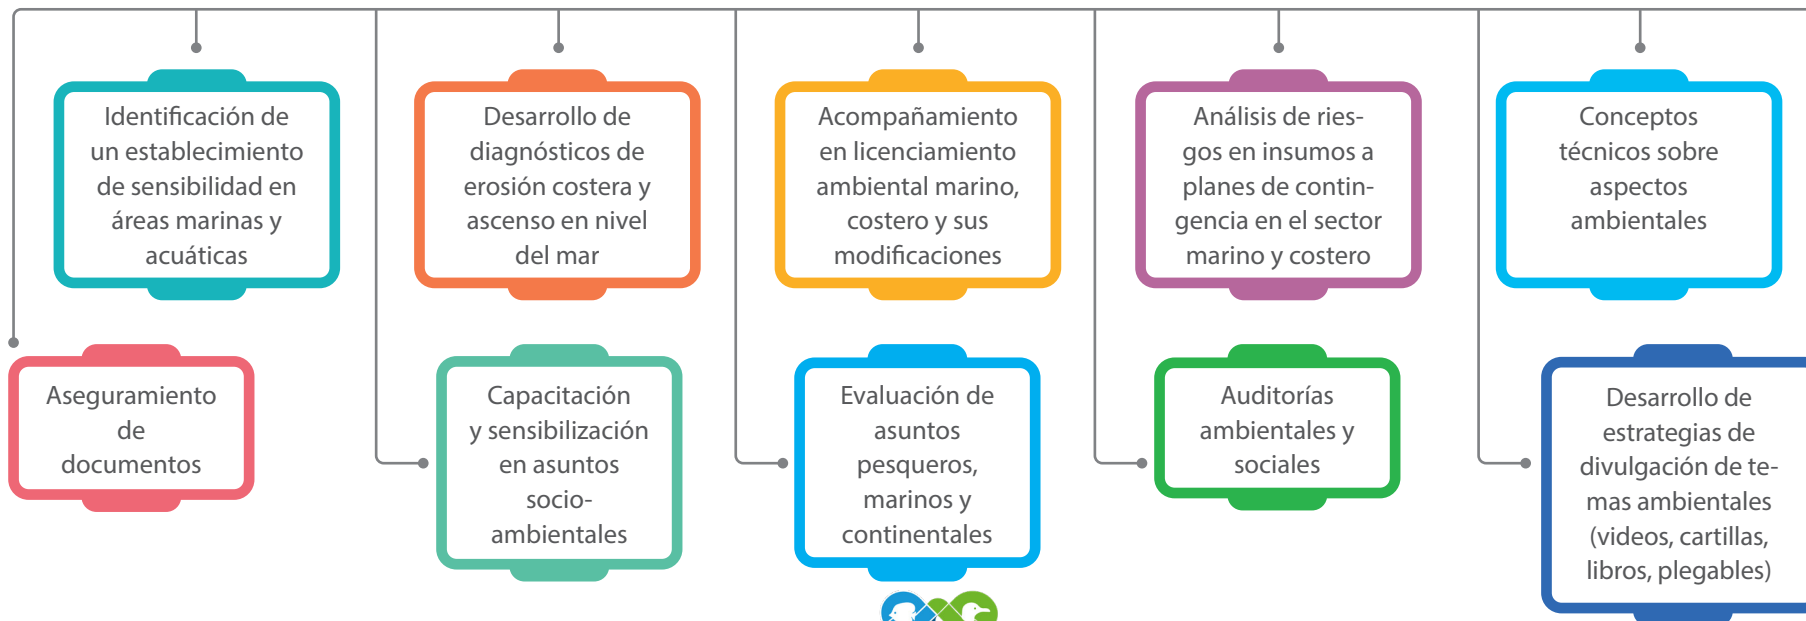 Identificación de
un establecimiento
de sensibilidad en
áreas marinas y
acuáticas
Desarrollo de
diagnósticos de
erosión costera y
ascenso en nivel
del mar
Acompañamiento
en licenciamiento
ambiental marino,
costero y sus
modificaciones
Análisis de ries-
gos en insumos a
planes de contin-
gencia en el sector
marino y costero
Conceptos
técnicos sobre
aspectos
ambientales
Aseguramiento
de
documentos
Capacitación
y sensibilización
en asuntos
socio-
ambientales
Evaluación de
asuntos
pesqueros,
marinos y
continentales
Auditorías
ambientales y
sociales
Desarrollo de
estrategias de
divulgación de te-
mas ambientales
(videos, cartillas,
libros, plegables)